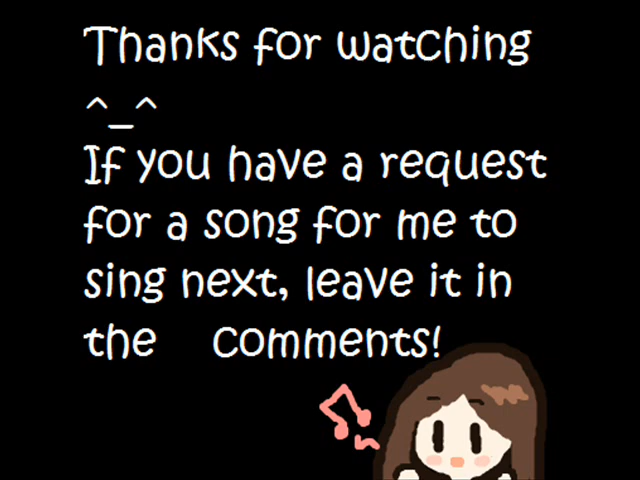 Thanks for watching
^_^
If you have a request
for a song for me to
sing next, leave it in
the comments!